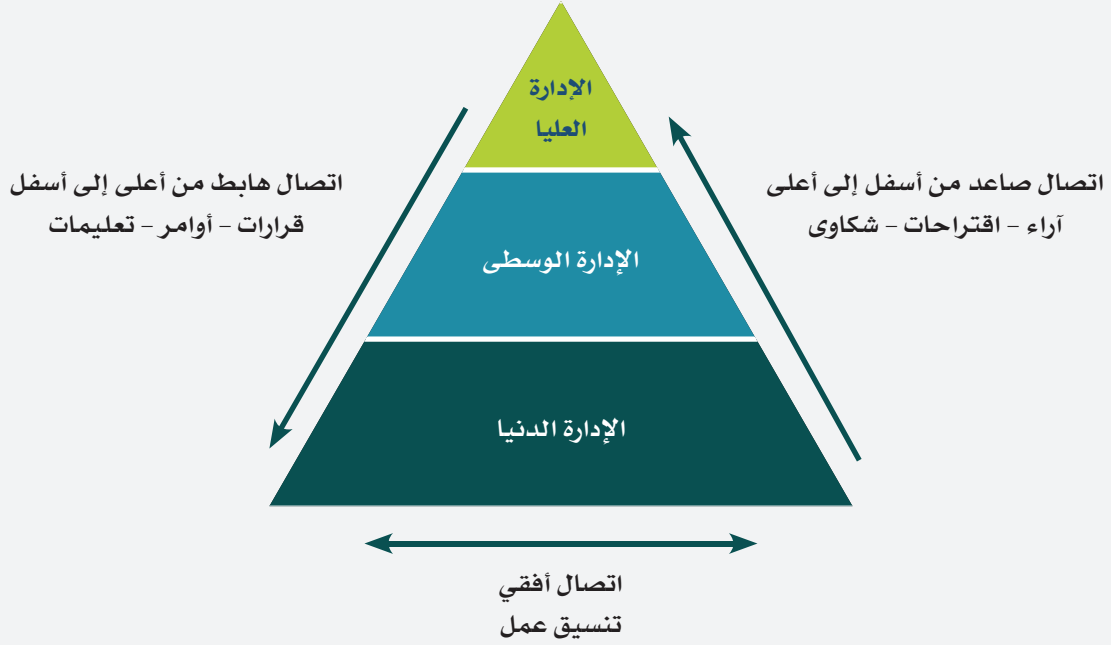 الإدارة
العليا
اتصال صاعد من أسفل إلى أعلى
آراء – اقتراحات – شكاوى
اتصال هابط من أعلى إلى أسفل
قرارات – أوامر – تعليمات
الإدارة الوسطى
الإدارة الدنيا
اتصال أفقي
تنسيق عمل